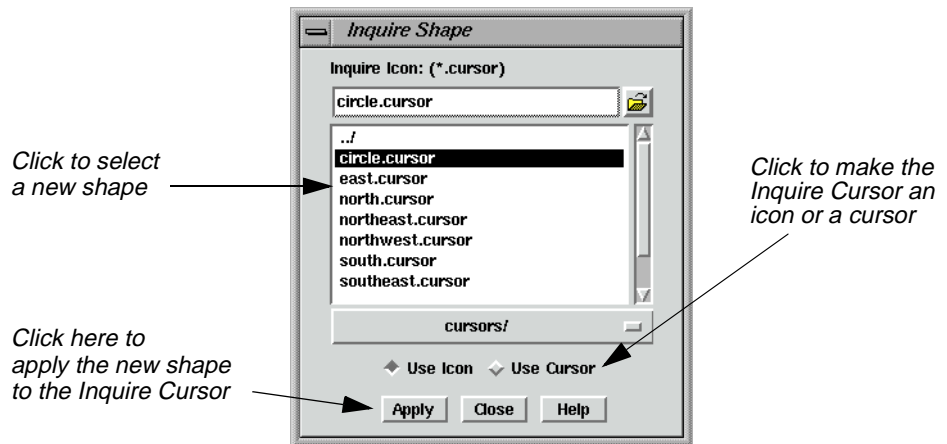 Inquire Shape
Inquire Icon: (*.cursor)
circle.cursor
../
circle.cursor
east.cursor
north.cursor
northeast.cursor
northwest.cursor
south.cursor
southeast.cursor
cursors/
Use Icon Use Cursor
Apply Close Help
Click to select
a new shape
Click to make the
Inquire Cursor an
icon or a cursor
Click here to
apply the new shape
to the Inquire Cursor